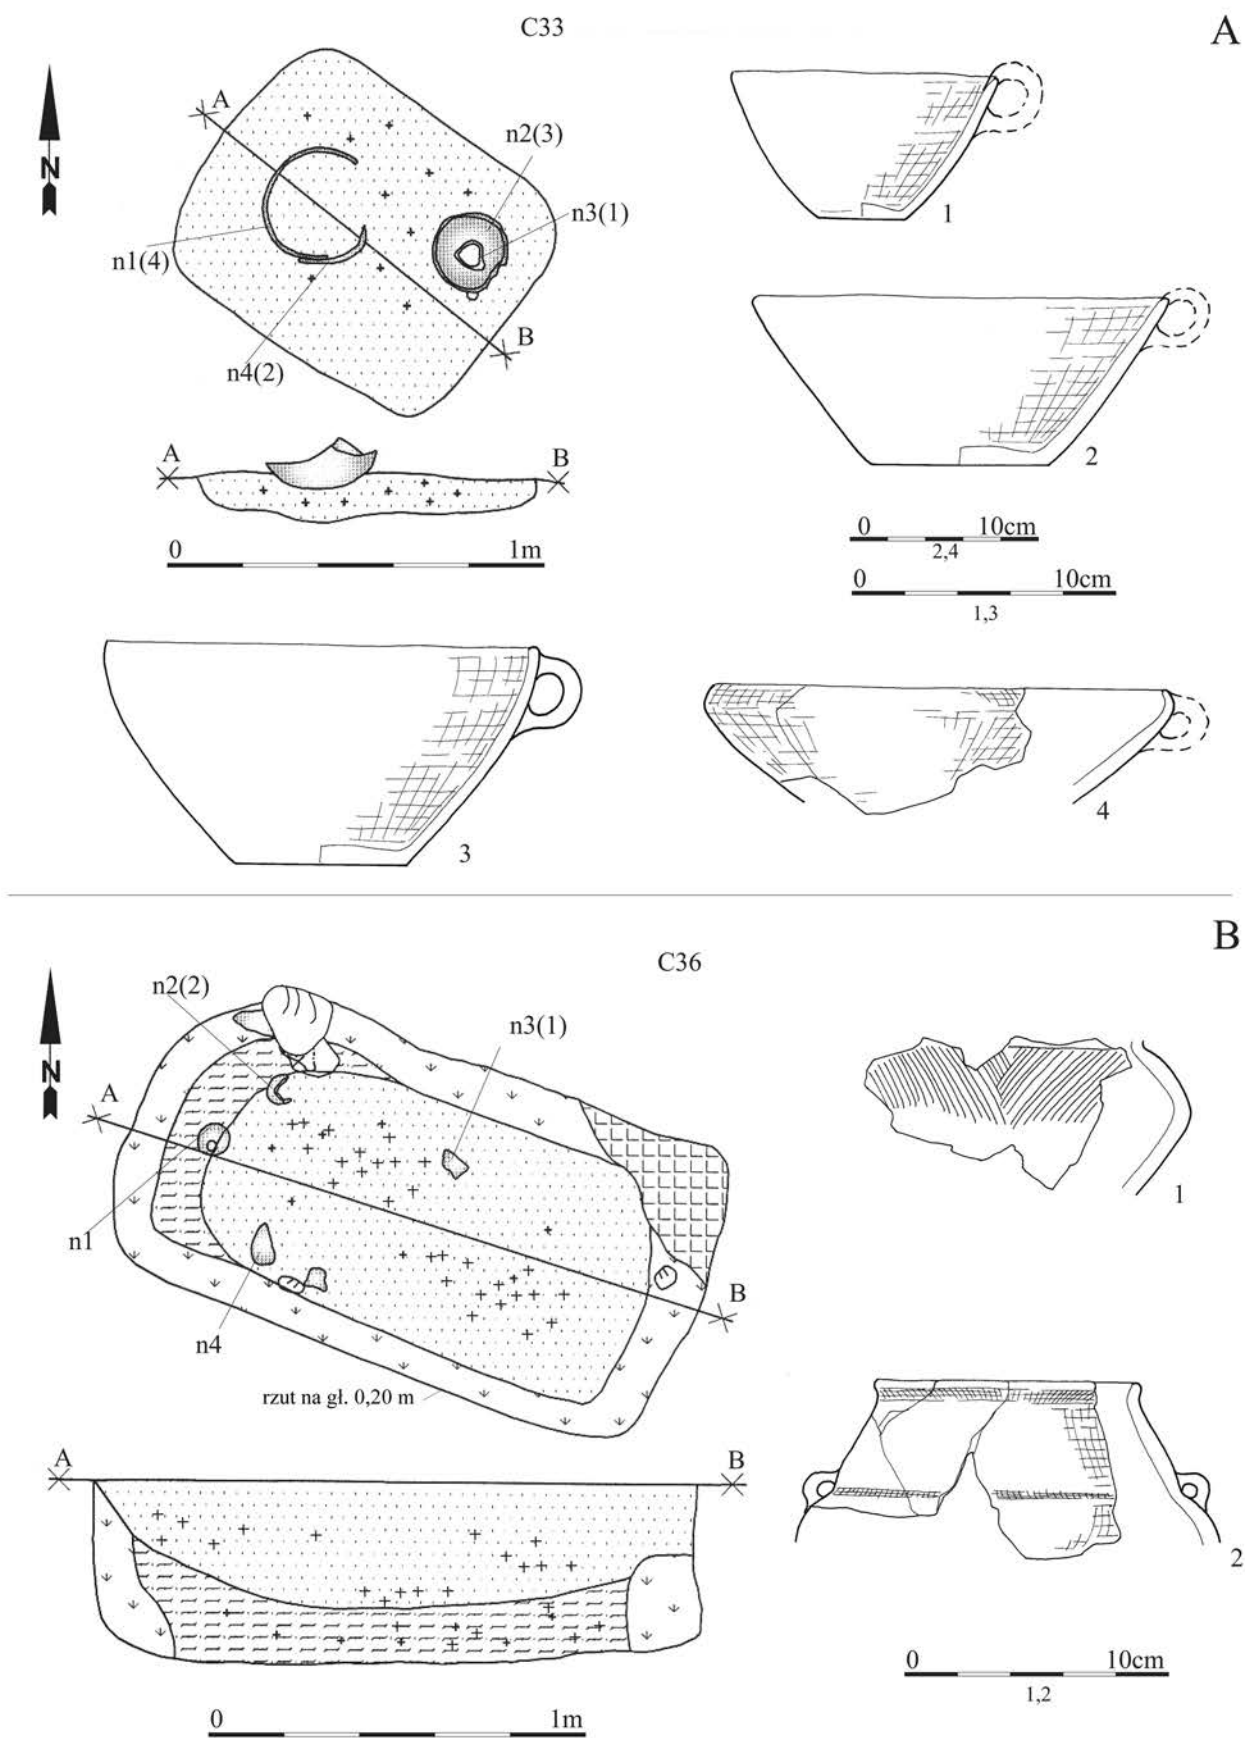 C33
A
N
A
n2(3)
n3(1)
n1(4)
n4(2)
B
1
2
A
B
0 1m
0 10cm
2,4
0 10cm
1,3
3
4
B
C36
N
n2(2)
n3(1)
A
n1
n4
B
rzut na gł. 0,20 m
1
A
B
2
0 1m
0 10cm
1,2